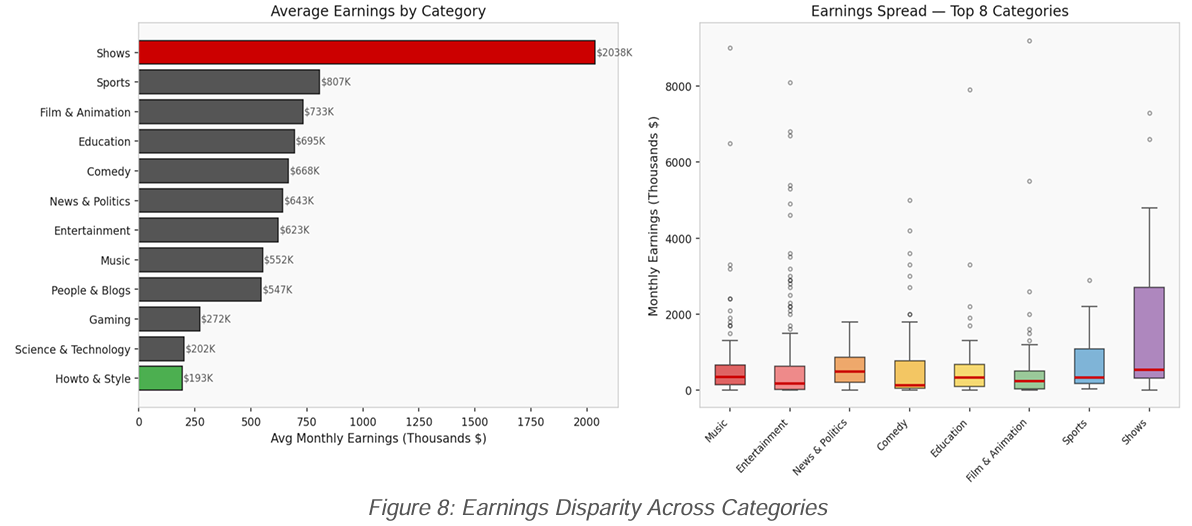 Average Earnings by Category
Shows
$2038K
Sports
$807K
Film & Animation
$733K
Education
$695K
Comedy
$668K
News & Politics
$643K
Entertainment
$623K
Music
$552K
People & Blogs
$547K
Gaming
$272K
Science & Technology
$202K
Howto & Style
$193K
0 250 500 750 1000 1250 1500 1750 2000
Avg Monthly Earnings (Thousands $)
Earnings Spread — Top 8 Categories
Monthly Earnings (Thousands $)
8000
6000
4000
2000
0
Music
Entertainment
News & Politics
Comedy
Education
Film & Animation
Sports
Shows
Figure 8: Earnings Disparity Across Categories